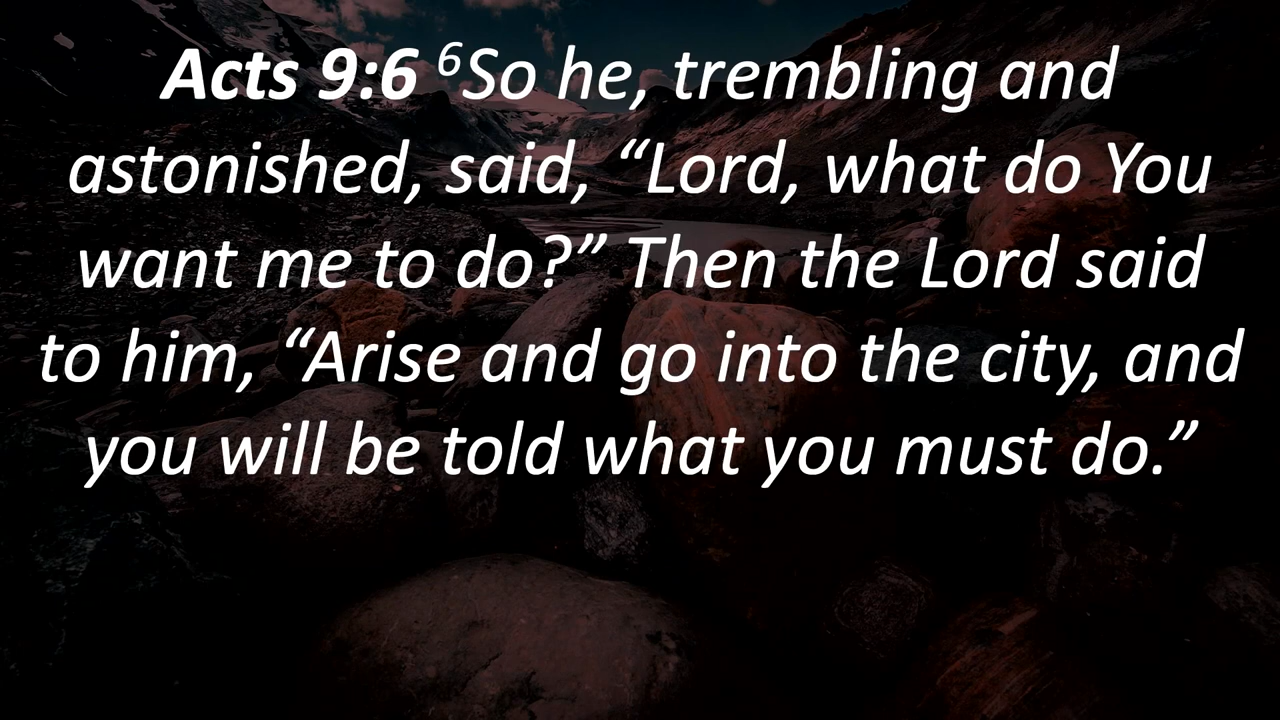 Acts 9:6 ⁶So he, trembling and
astonished, said, “Lord, what do You
want me to do?” Then the Lord said
to him, “Arise and go into the city, and
you will be told what you must do.”